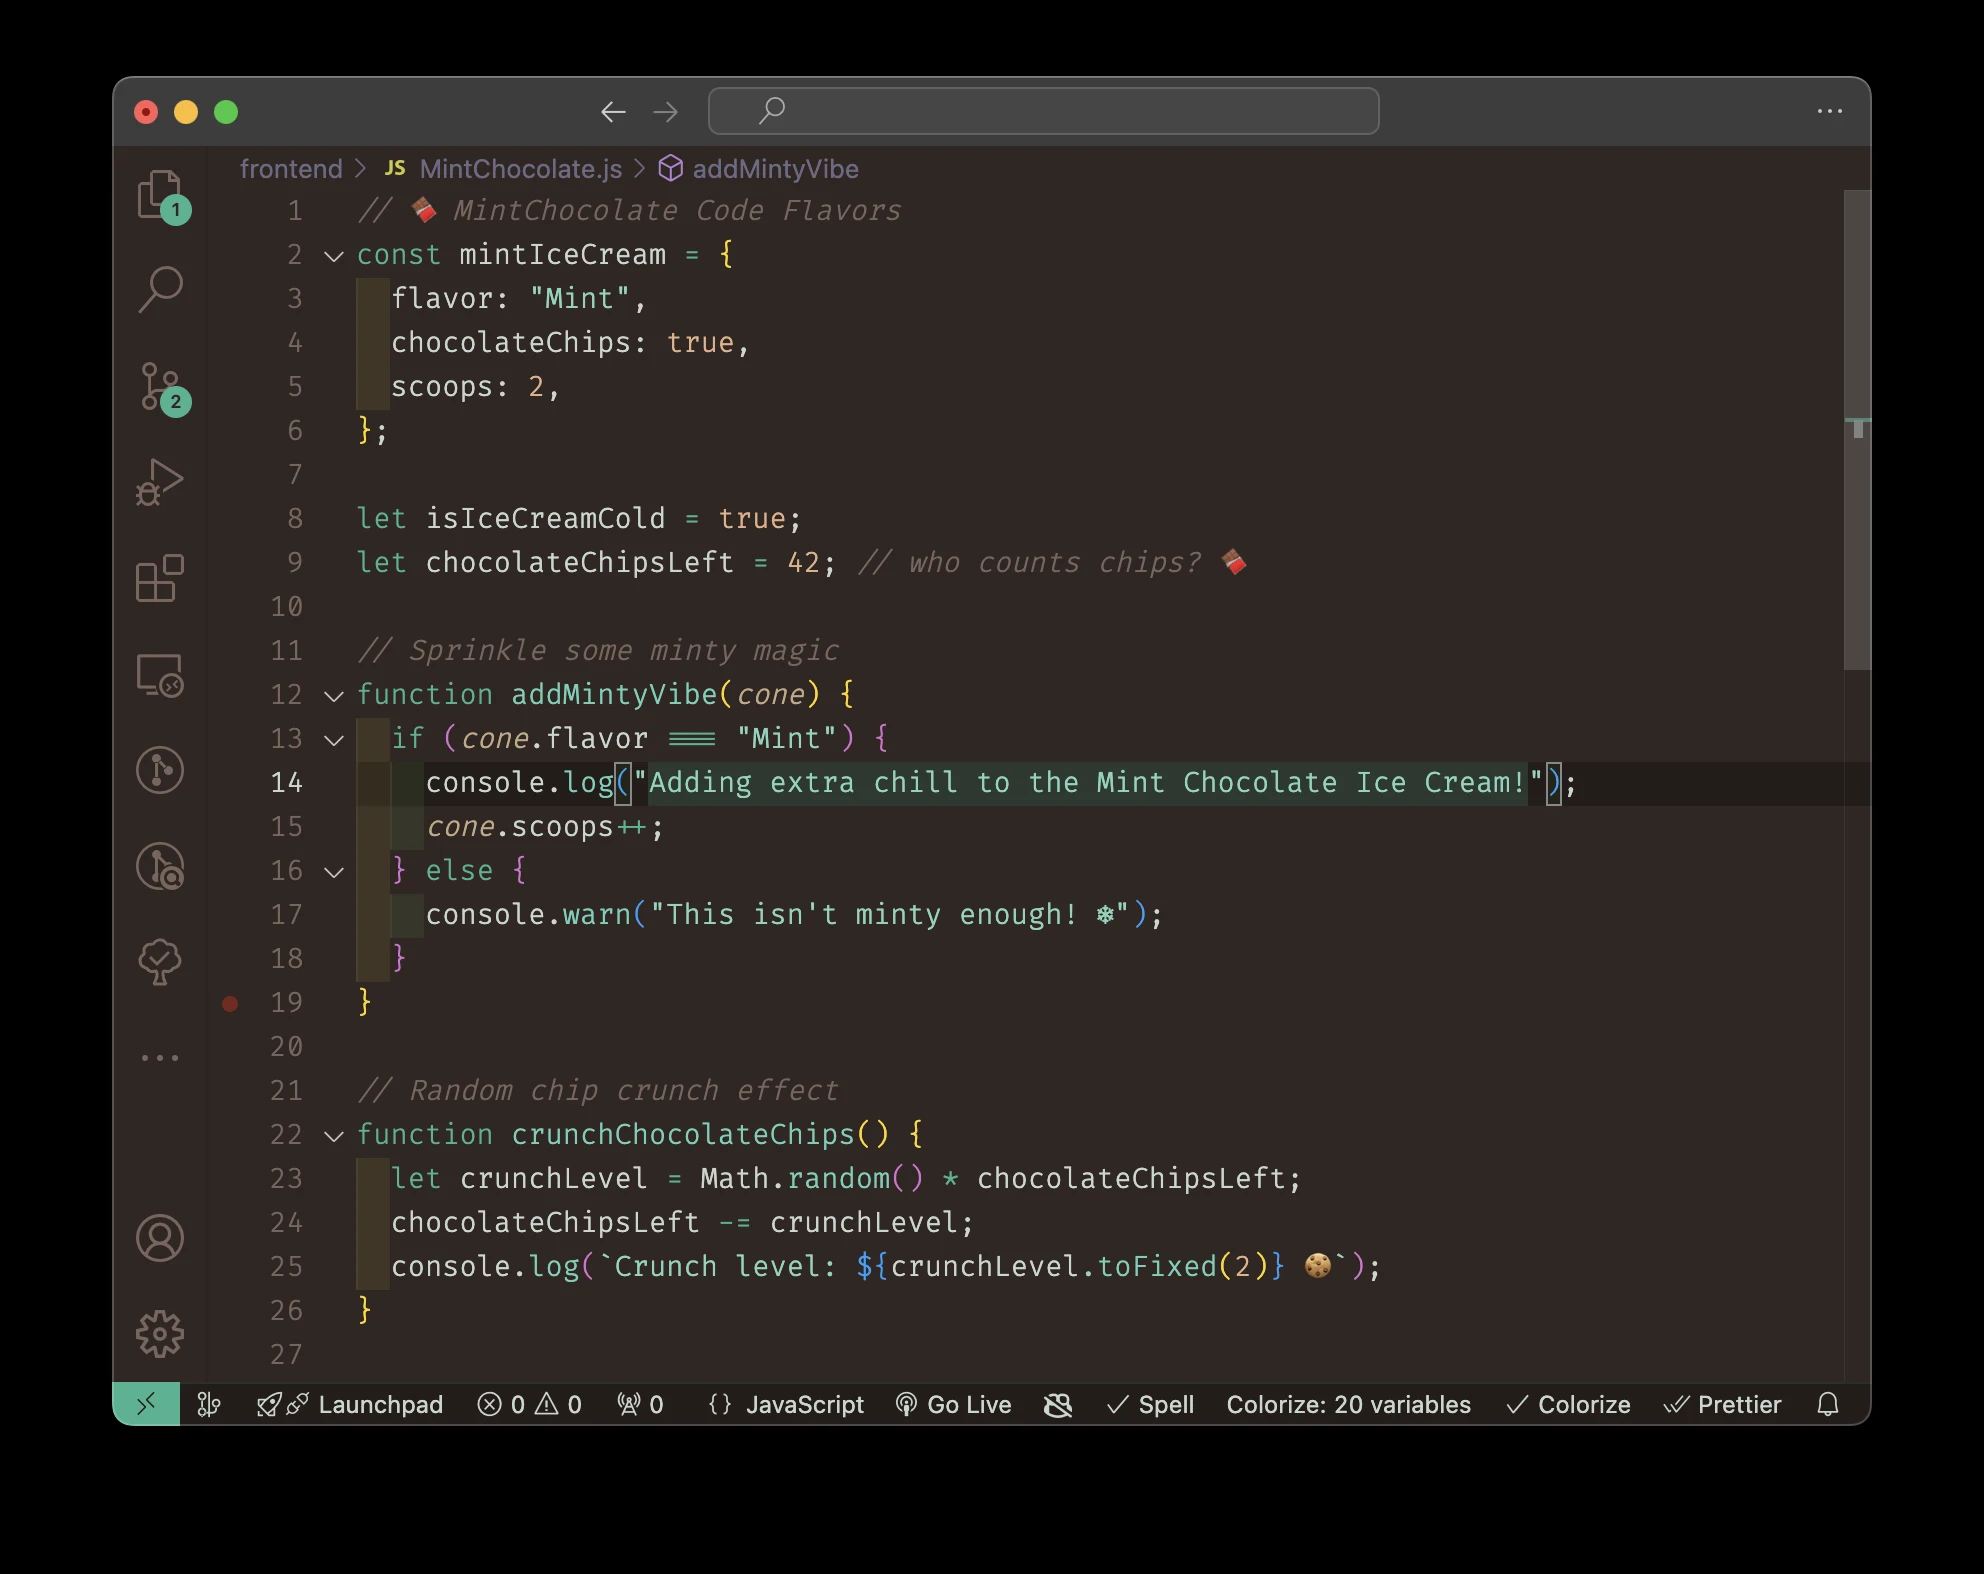 frontend > JS MintChocolate.js > addMintyVibe
1 // 🍫 MintChocolate Code Flavors
2 const mintIceCream = {
3 flavor: "Mint",
4 chocolateChips: true,
5 scoops: 2,
6 };
7
8 let isIceCreamCold = true;
9 let chocolateChipsLeft = 42; // who counts chips? 🍫
10
11 // Sprinkle some minty magic
12 function addMintyVibe(cone) {
13 if (cone.flavor === "Mint") {
14 console.log("Adding extra chill to the Mint Chocolate Ice Cream!");
15 cone.scoops++;
16 } else {
17 console.warn("This isn't minty enough! ❄");
18 }
19 }
20
21 // Random chip crunch effect
22 function crunchChocolateChips() {
23 let crunchLevel = Math.random() * chocolateChipsLeft;
24 chocolateChipsLeft -= crunchLevel;
25 console.log(`Crunch level: ${crunchLevel.toFixed(2)} 🍪`);
26 }
27
1
2
Launchpad 0 0 0 {} JavaScript Go Live Spell Colorize: 20 variables Colorize Prettier